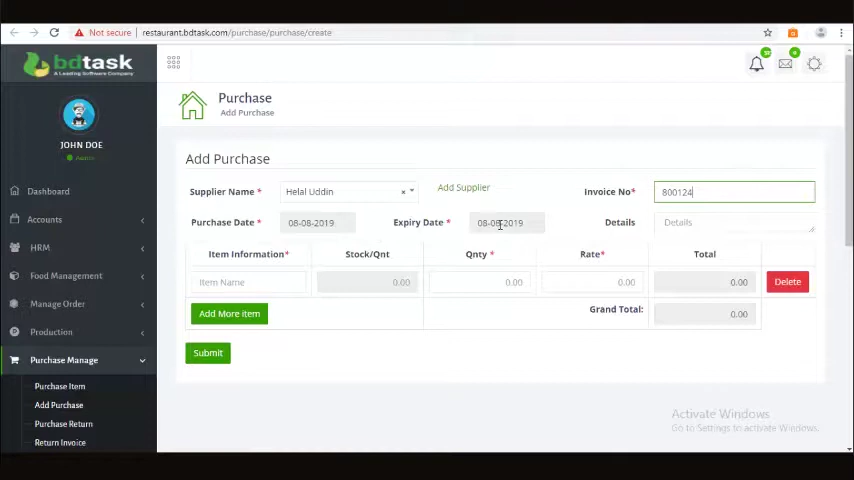 Not secure | restaurant.bdtask.com/purchase/purchase/create
bdtask
A Leading Software Company
Purchase
Add Purchase
JOHN DOE
Admin
Add Purchase
Supplier Name * Helal Uddin × Add Supplier Invoice No* 800124
Purchase Date * 08-08-2019 Expiry Date * 08-08-2019 Details Details
Item Information* Stock/Qnt Qnty * Rate* Total
Item Name 0.00 0.00 0.00 0.00 Delete
Add More item Grand Total: 0.00
Submit
Dashboard
Accounts
HRM
Food Management
Manage Order
Production
Purchase Manage
Purchase Item
Add Purchase
Purchase Return
Return Invoice
Activate Windows
Go to Settings to activate Windows.